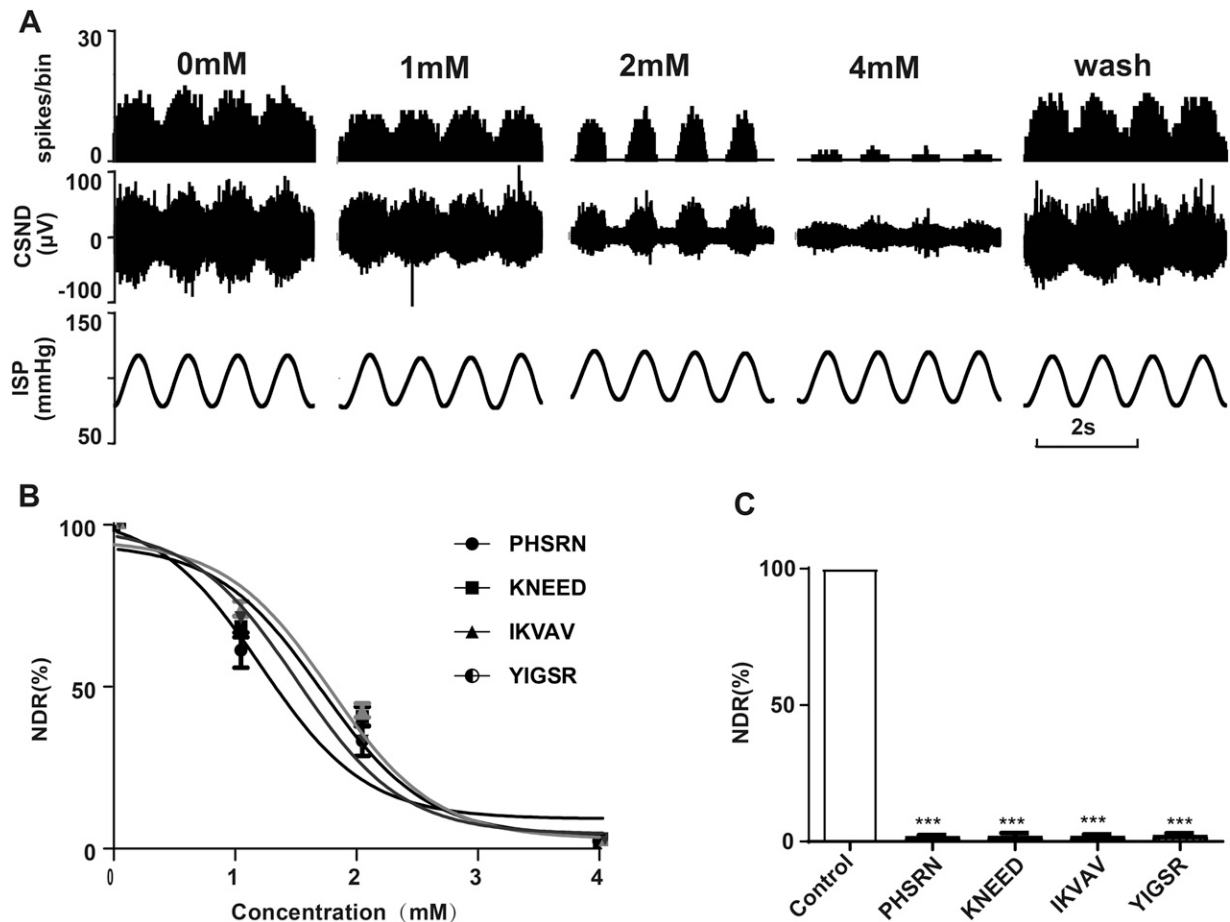 A
30
spikes/bin
0
0mM
1mM
2mM
4mM
wash
100
CSND
(µV)
0
-100
150
ISP
(mmHg)
50
2s
B
100
NDR(%)
50
0
PHSRN
KNEED
IKVAV
YIGSR
0
1
2
3
4
Concentration (mM)
C
100
NDR(%)
50
0
***
***
***
***
Control
PHSRN
KNEED
IKVAV
YIGSR